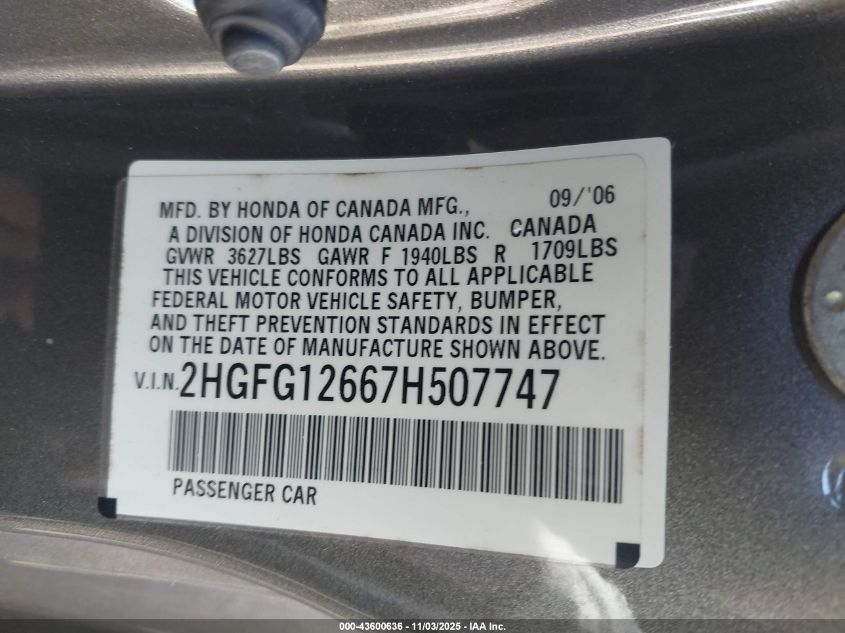 09/'06
MFD. BY HONDA OF CANADA MFG.,
A DIVISION OF HONDA CANADA INC. CANADA
GVWR 3627LBS GAWR F 1940LBS R 1709LBS
THIS VEHICLE CONFORMS TO ALL APPLICABLE
FEDERAL MOTOR VEHICLE SAFETY, BUMPER,
AND THEFT PREVENTION STANDARDS IN EFFECT
ON THE DATE OF MANUFACTURE SHOWN ABOVE.
V.I.N. 2HGFG12667H507747
PASSENGER CAR
000-43600636 - 11/03/2025 - IAA Inc.